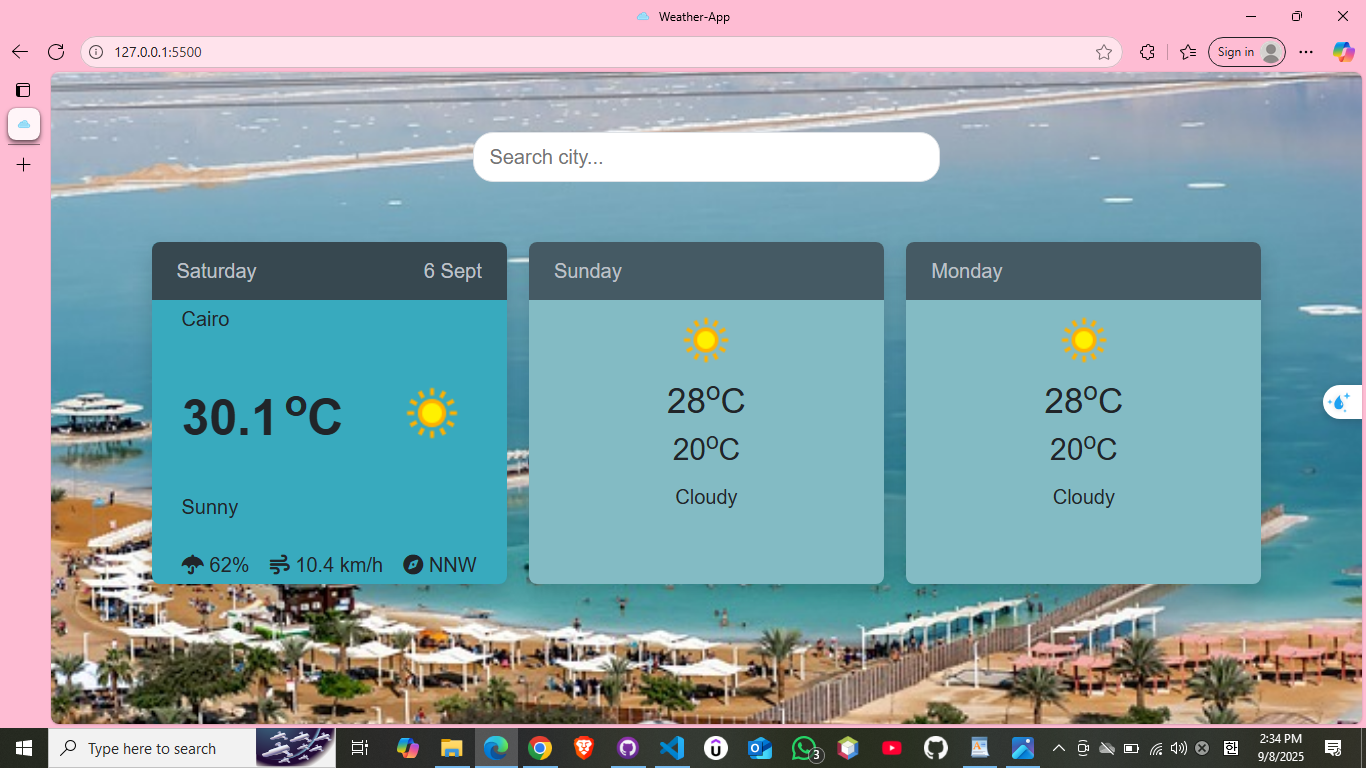 Weather-App
127.0.0.1:5500
Sign in
Search city...
Saturday 6 Sept
Cairo
30.1°C
Sunny
62% 10.4 km/h NNW
Sunday
28°C
20°C
Cloudy
Monday
28°C
20°C
Cloudy
Type here to search
3
2:34 PM
9/8/2025